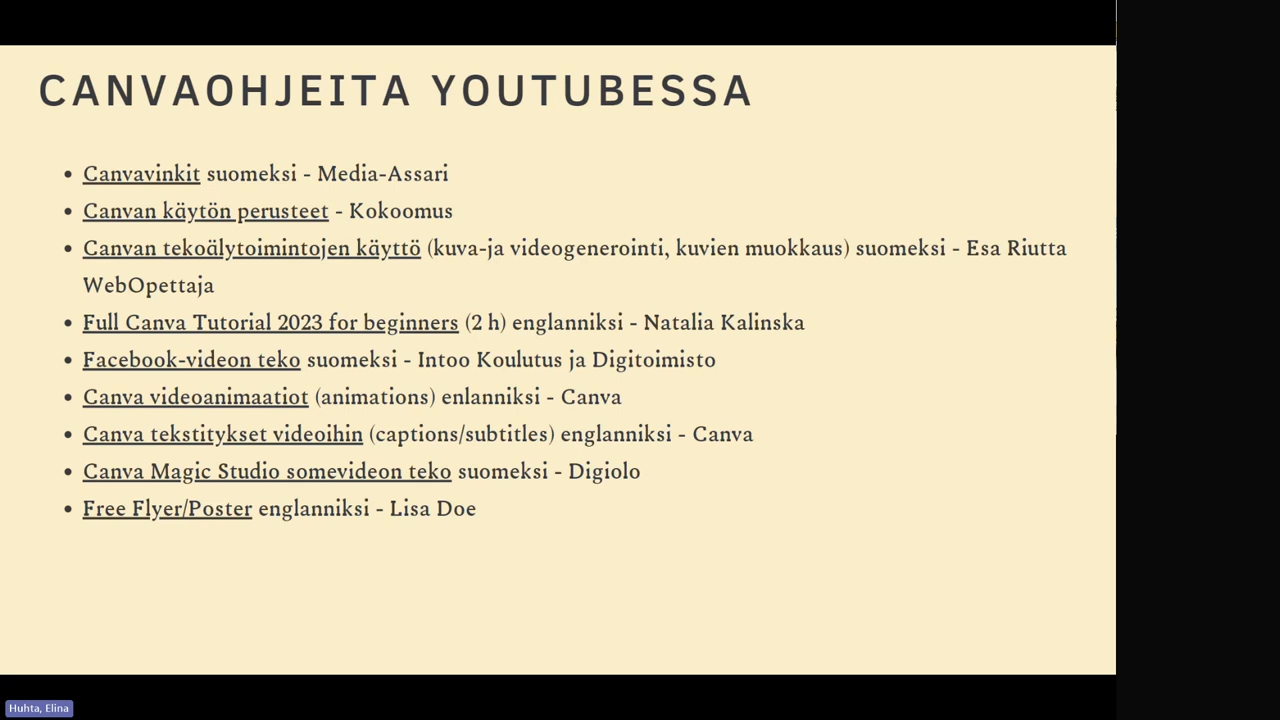 CANVAOHJEITA YOUTUBESSA
• Canvavinkit suomeksi - Media-Assari
• Canvan käytön perusteet - Kokoomus
• Canvan tekoälytoimintojen käyttö (kuva-ja videogenerointi, kuvien muokkaus) suomeksi - Esa Riutta
WebOpettaja
• Full Canva Tutorial 2023 for beginners (2 h) englanniksi - Natalia Kalinska
• Facebook-videon teko suomeksi - Intoo Koulutus ja Digitoimisto
• Canva videoanimaatiot (animations) enlanniksi - Canva
• Canva tekstitykset videoihin (captions/subtitles) englanniksi - Canva
• Canva Magic Studio somevideon teko suomeksi - Digiolo
• Free Flyer/Poster englanniksi - Lisa Doe
Huhta, Elina